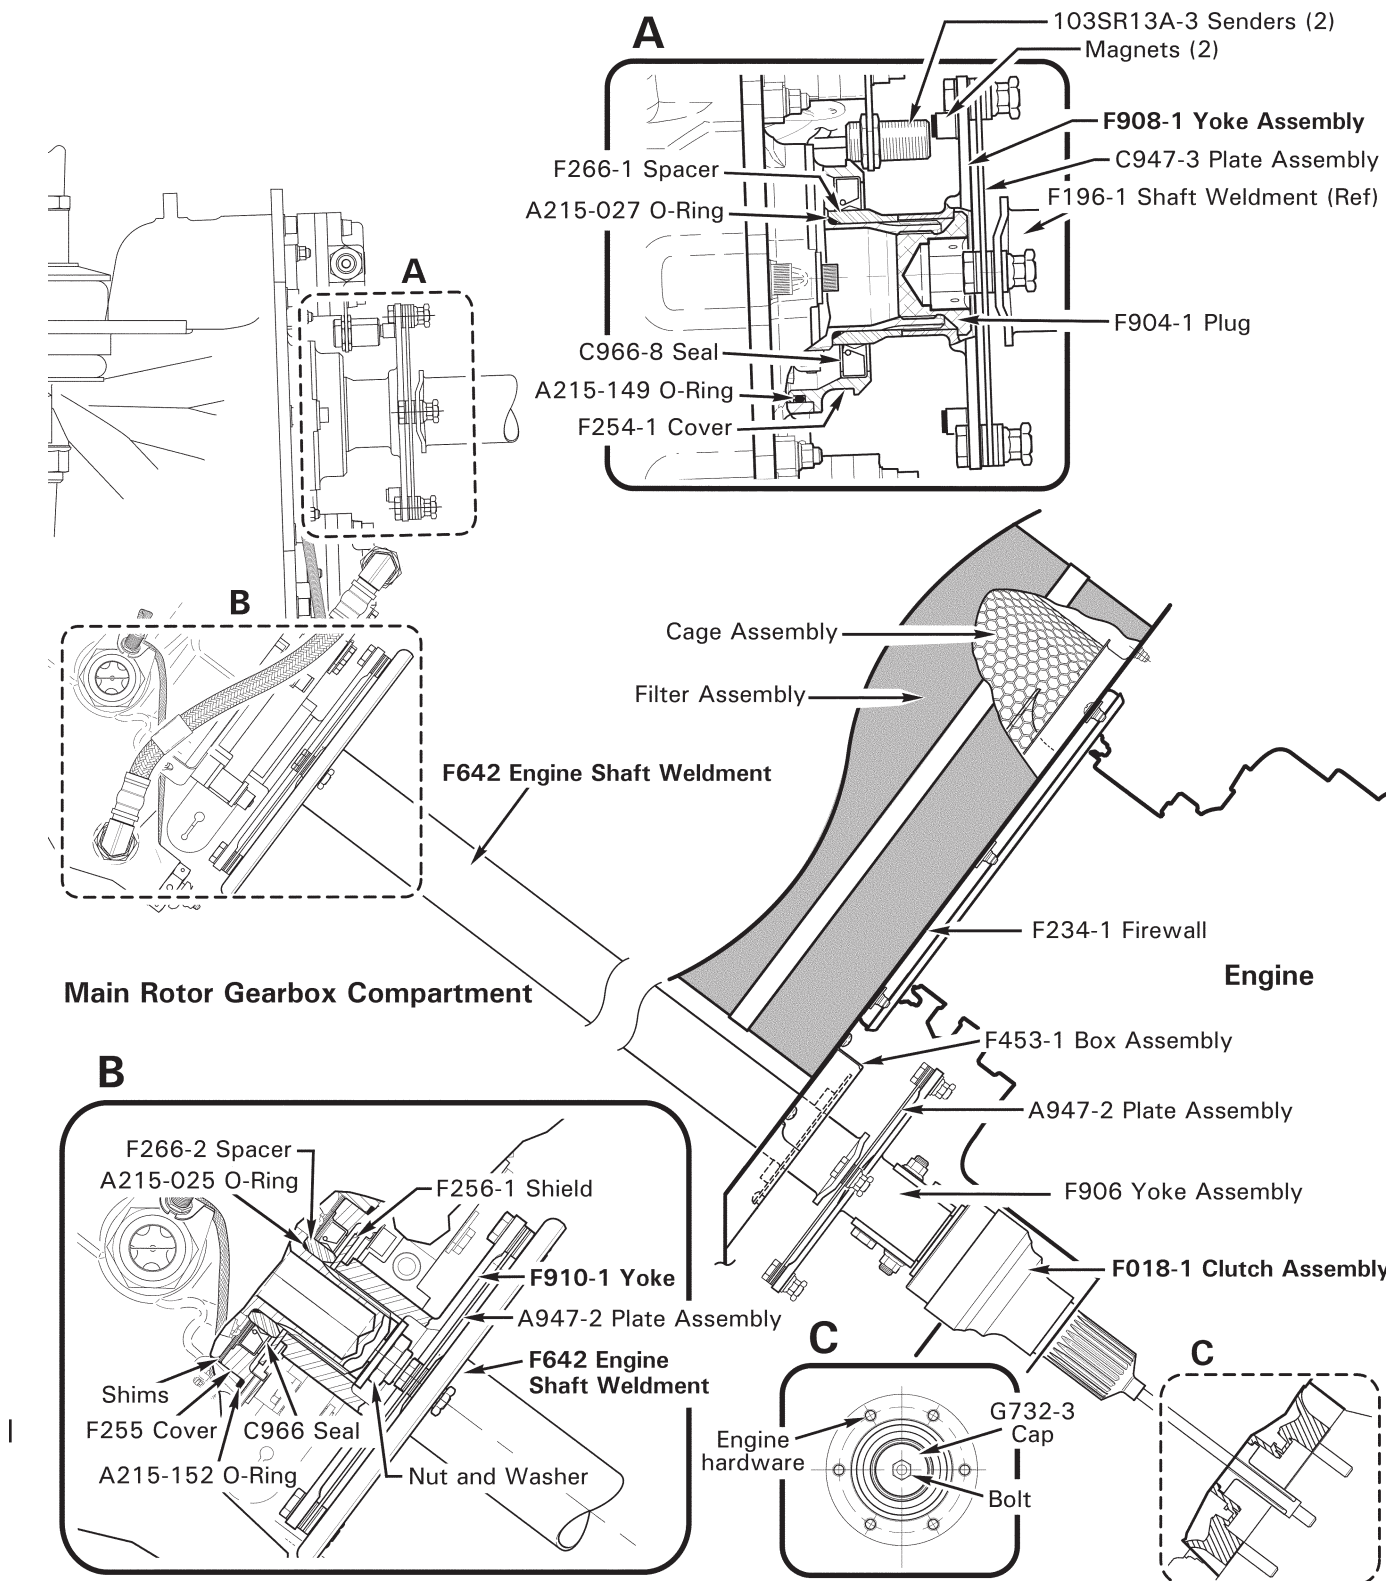 A
103SR13A-3 Senders (2)
Magnets (2)
F908-1 Yoke Assembly
C947-3 Plate Assembly
F196-1 Shaft Weldment (Ref)
F266-1 Spacer
A215-027 O-Ring
F904-1 Plug
C966-8 Seal
A215-149 O-Ring
F254-1 Cover
A
B
Cage Assembly
Filter Assembly
F642 Engine Shaft Weldment
F234-1 Firewall
Engine
Main Rotor Gearbox Compartment
F453-1 Box Assembly
A947-2 Plate Assembly
F906 Yoke Assembly
F018-1 Clutch Assembly
B
F266-2 Spacer
A215-025 O-Ring
F256-1 Shield
F910-1 Yoke
A947-2 Plate Assembly
F642 Engine
Shaft Weldment
Shims
F255 Cover
C966 Seal
A215-152 O-Ring
Nut and Washer
C
G732-3
Cap
Engine
hardware
Bolt
C